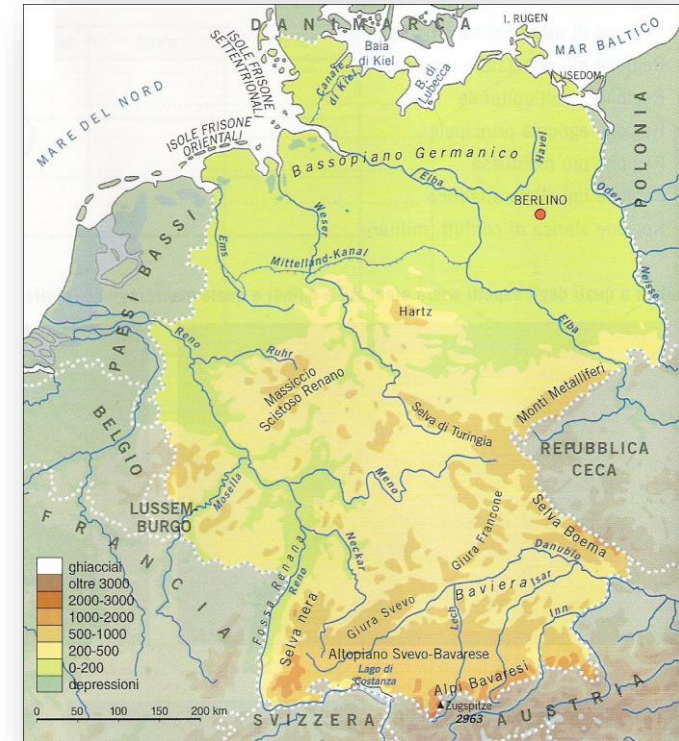 DANIMARCA
I. RUGEN
MAR BALTICO
Baia
di Kiel
Canale
di Kiel
B. di
Lubecca
I. USEDOM
ISOLE FRISONE
SETTENTRIONALI
MARE DEL NORD
ISOLE FRISONE
ORIENTALI
Bassopiano Germanico
Havel
Elba
POLONIA
BERLINO
Oder
Weser
Ems
Mittelland-Kanal
PAESI BASSI
Neisse
Hartz
Elba
Reno
Ruhr
Massiccio
Scistoso Renano
Monti Metalliferi
Selva di Turingia
BELGIO
REPUBBLICA
CECA
Meno
Mosella
LUSSEM-
BURGO
Selva Boema
Giura Francone
Danubio
FRANCIA
Fossa Renana
Reno
Neckar
Baviera
Isar
Inn
Lech
Giura Svevo
Selva nera
Altopiano Svevo-Bavarese
Lago di
Costanza
Alpi Bavaresi
Zugspitze
2963
SVIZZERA
AUSTRIA
ghiacciai
oltre 3000
2000-3000
1000-2000
500-1000
200-500
0-200
depressioni
0 50 100 150 200 km